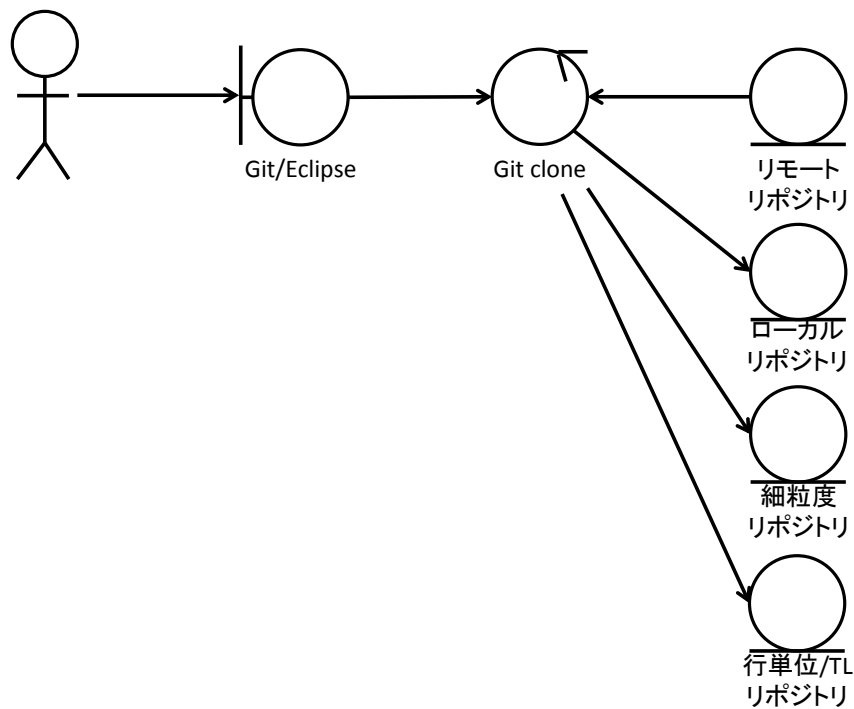 Git/Eclipse
Git clone
リモート
リポジトリ
ローカル
リポジトリ
細粒度
リポジトリ
行単位/TL
リポジトリ